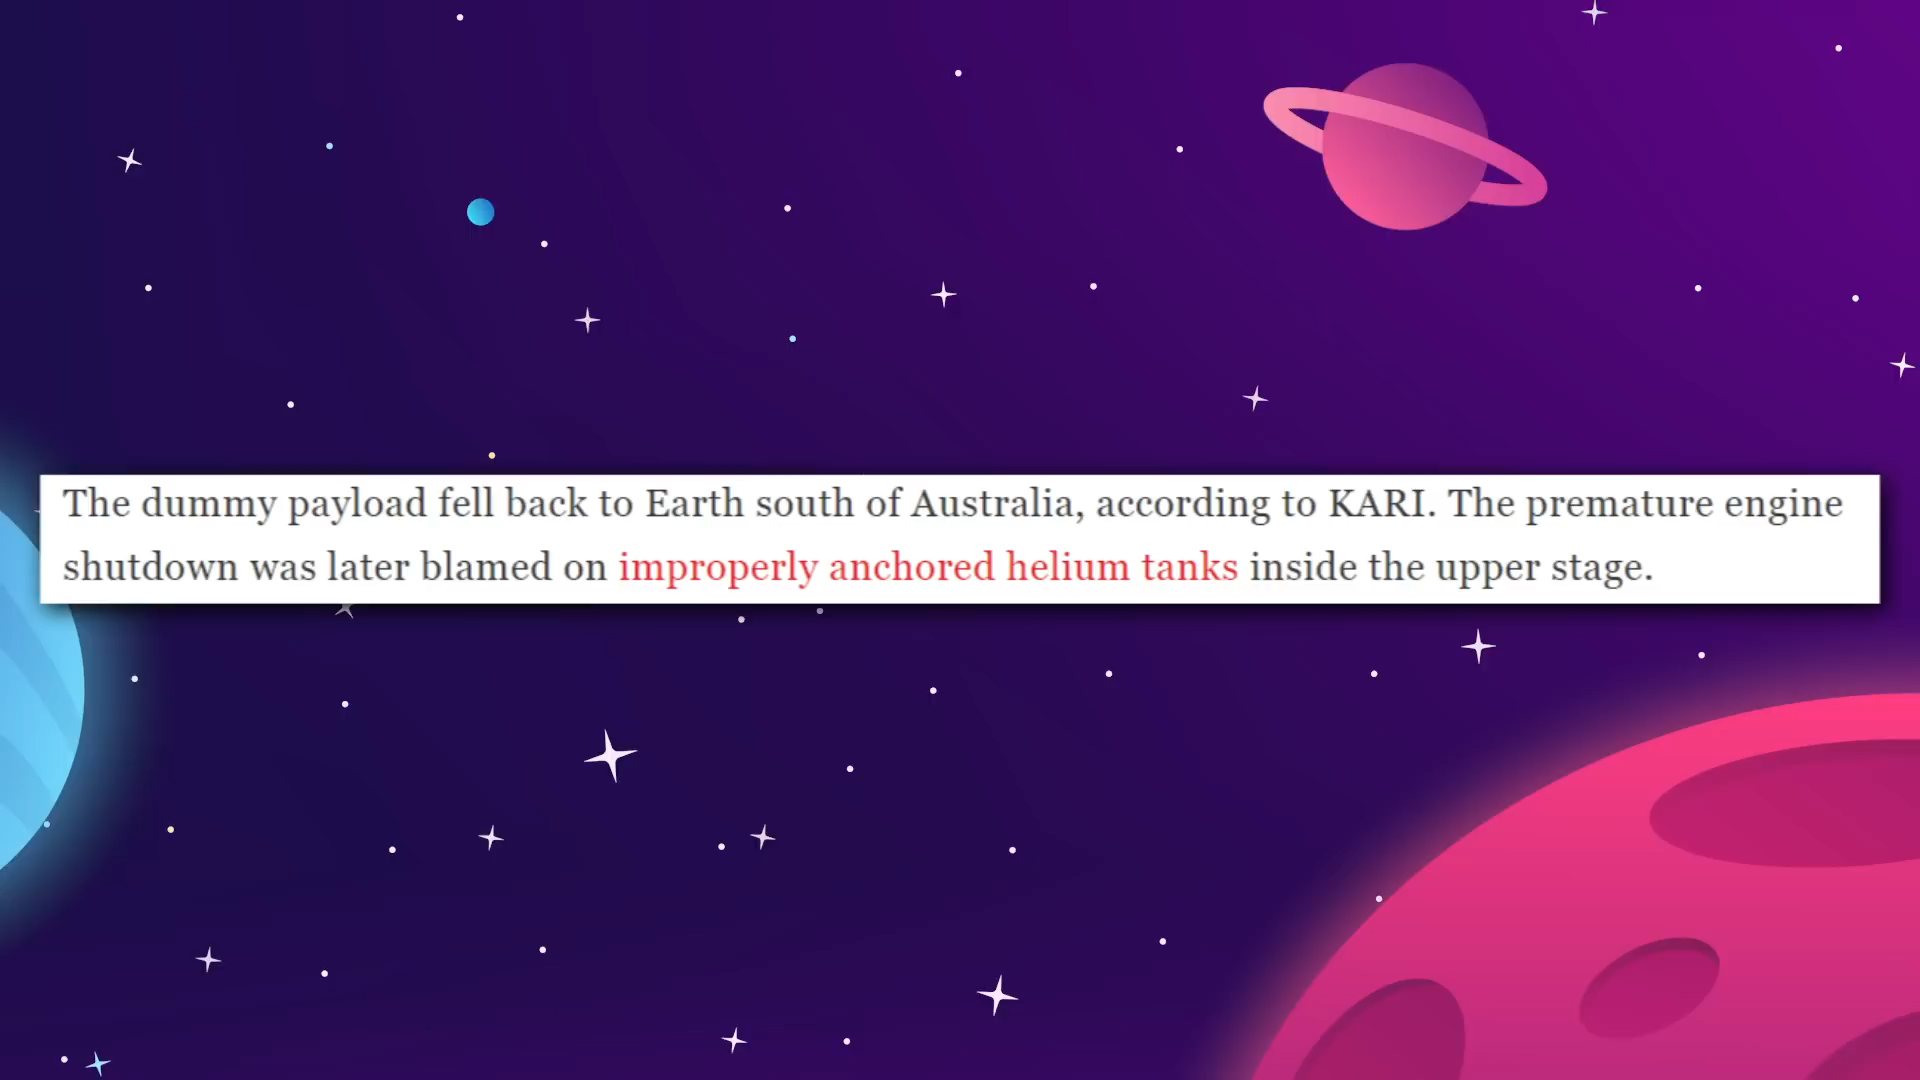 The dummy payload fell back to Earth south of Australia, according to KARI. The premature engine
shutdown was later blamed on improperly anchored helium tanks inside the upper stage.